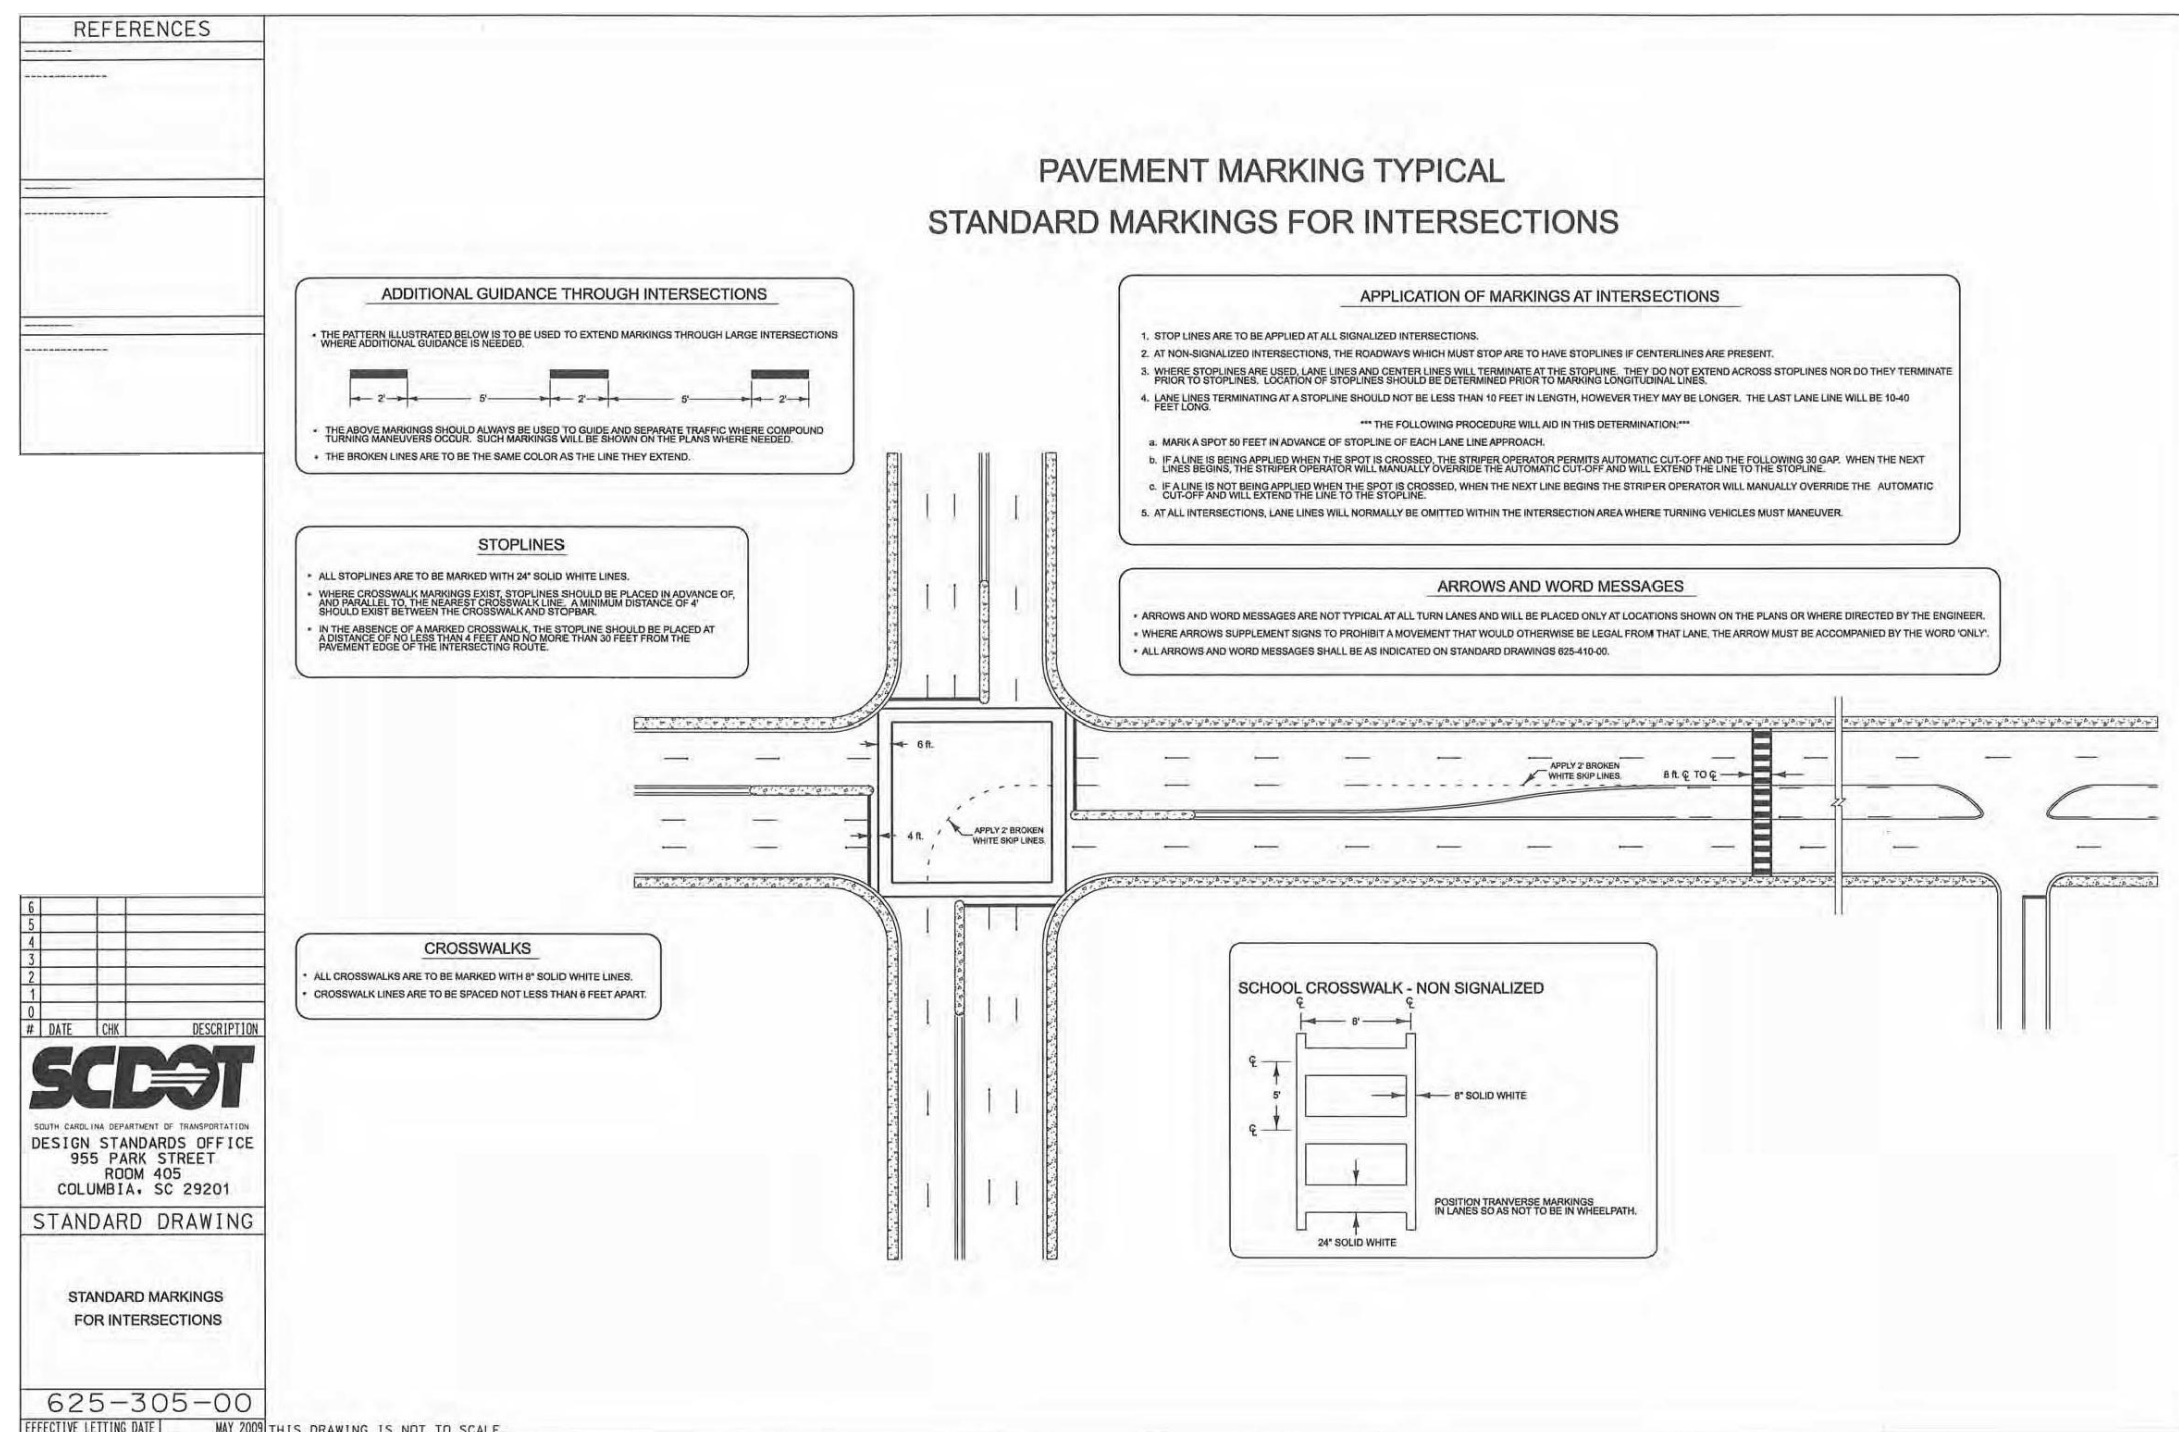 REFERENCES
PAVEMENT MARKING TYPICAL
STANDARD MARKINGS FOR INTERSECTIONS
ADDITIONAL GUIDANCE THROUGH INTERSECTIONS
• THE PATTERN ILLUSTRATED BELOW IS TO BE USED TO EXTEND MARKINGS THROUGH LARGE INTERSECTIONS
WHERE ADDITIONAL GUIDANCE IS NEEDED.
2' 5' 2' 5' 2'
• THE ABOVE MARKINGS SHOULD ALWAYS BE USED TO GUIDE AND SEPARATE TRAFFIC WHERE COMPOUND
TURNING MANEUVERS OCCUR. SUCH MARKINGS WILL BE SHOWN ON THE PLANS WHERE NEEDED.
• THE BROKEN LINES ARE TO BE THE SAME COLOR AS THE LINE THEY EXTEND.
APPLICATION OF MARKINGS AT INTERSECTIONS
1. STOP LINES ARE TO BE APPLIED AT ALL SIGNALIZED INTERSECTIONS.
2. AT NON-SIGNALIZED INTERSECTIONS, THE ROADWAYS WHICH MUST STOP ARE TO HAVE STOPLINES IF CENTERLINES ARE PRESENT.
3. WHERE STOPLINES ARE USED, LANE LINES AND CENTER LINES WILL TERMINATE AT THE STOPLINE. THEY DO NOT EXTEND ACROSS STOPLINES NOR DO THEY TERMINATE
PRIOR TO STOPLINES. LOCATION OF STOPLINES SHOULD BE DETERMINED PRIOR TO MARKING LONGITUDINAL LINES.
4. LANE LINES TERMINATING AT A STOPLINE SHOULD NOT BE LESS THAN 10 FEET IN LENGTH, HOWEVER THEY MAY BE LONGER. THE LAST LANE LINE WILL BE 10-40
FEET LONG.
*** THE FOLLOWING PROCEDURE WILL AID IN THIS DETERMINATION:***
a. MARK A SPOT 50 FEET IN ADVANCE OF STOPLINE OF EACH LANE LINE APPROACH.
b. IF A LINE IS BEING APPLIED WHEN THE SPOT IS CROSSED, THE STRIPER OPERATOR PERMITS AUTOMATIC CUT-OFF AND THE FOLLOWING 30 GAP. WHEN THE NEXT
LINES BEGINS, THE STRIPER OPERATOR WILL MANUALLY OVERRIDE THE AUTOMATIC CUT-OFF AND WILL EXTEND THE LINE TO THE STOPLINE.
c. IF A LINE IS NOT BEING APPLIED WHEN THE SPOT IS CROSSED, WHEN THE NEXT LINE BEGINS THE STRIPER OPERATOR WILL MANUALLY OVERRIDE THE AUTOMATIC
CUT-OFF AND WILL EXTEND THE LINE TO THE STOPLINE.
5. AT ALL INTERSECTIONS, LANE LINES WILL NORMALLY BE OMITTED WITHIN THE INTERSECTION AREA WHERE TURNING VEHICLES MUST MANEUVER.
STOPLINES
• ALL STOPLINES ARE TO BE MARKED WITH 24" SOLID WHITE LINES.
• WHERE CROSSWALK MARKINGS EXIST, STOPLINES SHOULD BE PLACED IN ADVANCE OF,
AND PARALLEL TO, THE NEAREST CROSSWALK LINE. A MINIMUM DISTANCE OF 4'
SHOULD EXIST BETWEEN THE CROSSWALK AND STOPBAR.
• IN THE ABSENCE OF A MARKED CROSSWALK, THE STOPLINE SHOULD BE PLACED AT
A DISTANCE OF NO LESS THAN 4 FEET AND NO MORE THAN 30 FEET FROM THE
PAVEMENT EDGE OF THE INTERSECTING ROUTE.
ARROWS AND WORD MESSAGES
• ARROWS AND WORD MESSAGES ARE NOT TYPICAL AT ALL TURN LANES AND WILL BE PLACED ONLY AT LOCATIONS SHOWN ON THE PLANS OR WHERE DIRECTED BY THE ENGINEER.
• WHERE ARROWS SUPPLEMENT SIGNS TO PROHIBIT A MOVEMENT THAT WOULD OTHERWISE BE LEGAL FROM THAT LANE, THE ARROW MUST BE ACCOMPANIED BY THE WORD 'ONLY'.
• ALL ARROWS AND WORD MESSAGES SHALL BE AS INDICATED ON STANDARD DRAWINGS 625-410-00.
6 ft.
APPLY 2' BROKEN
WHITE SKIP LINES.
8 ft. ℄ TO ℄
4 ft.
APPLY 2' BROKEN
WHITE SKIP LINES.
CROSSWALKS
• ALL CROSSWALKS ARE TO BE MARKED WITH 8" SOLID WHITE LINES.
• CROSSWALK LINES ARE TO BE SPACED NOT LESS THAN 6 FEET APART.
SCHOOL CROSSWALK - NON SIGNALIZED
℄ ℄
8'
℄
5'
8" SOLID WHITE
℄
POSITION TRANVERSE MARKINGS
IN LANES SO AS NOT TO BE IN WHEELPATH.
24" SOLID WHITE
6
5
4
3
2
1
0
# DATE CHK DESCRIPTION
SCDOT
SOUTH CAROLINA DEPARTMENT OF TRANSPORTATION
DESIGN STANDARDS OFFICE
955 PARK STREET
ROOM 405
COLUMBIA, SC 29201
STANDARD DRAWING
STANDARD MARKINGS
FOR INTERSECTIONS
625-305-00
EFFECTIVE LETTING DATE MAY 2009
THIS DRAWING IS NOT TO SCALE